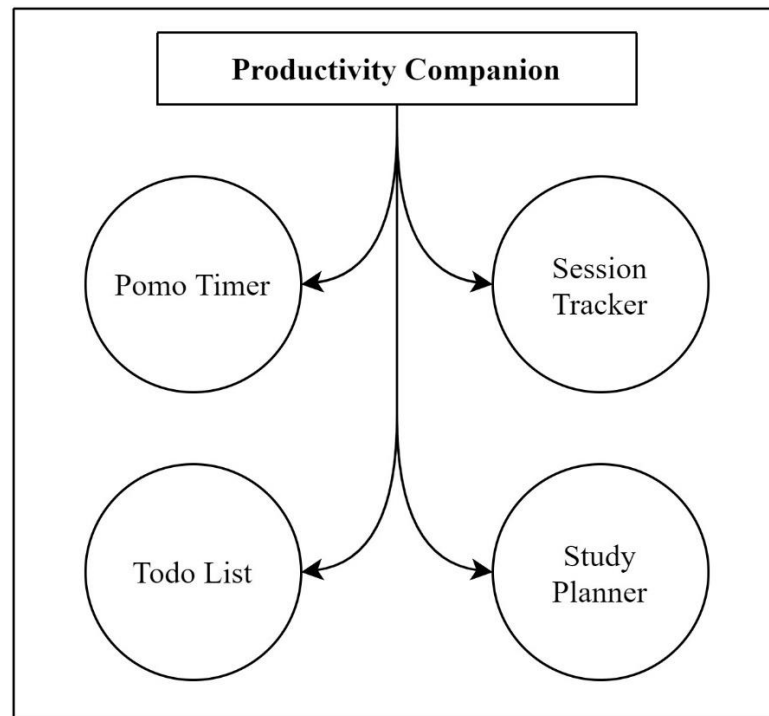 Productivity Companion
Pomo Timer
Session
Tracker
Todo List
Study
Planner